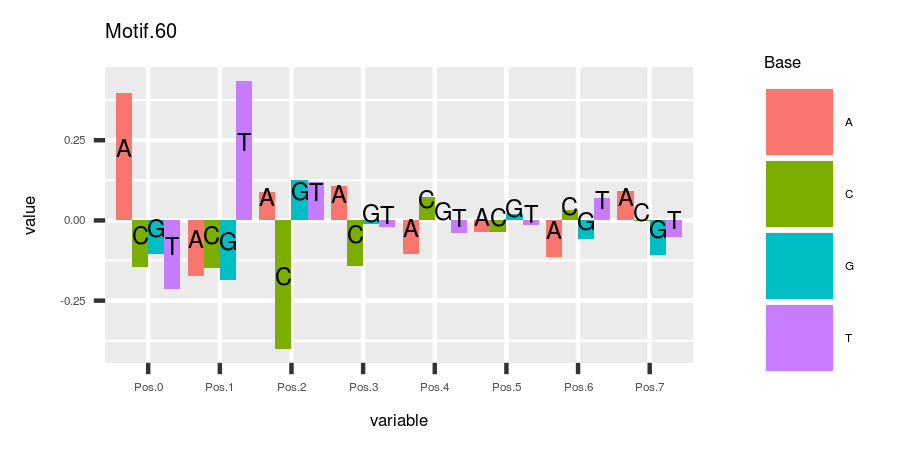 Motif.60
value
0.25
0.00
-0.25
A C G T A C G T A C G T A C G T A C G T A C G T A C G T A C G T
Pos.0 Pos.1 Pos.2 Pos.3 Pos.4 Pos.5 Pos.6 Pos.7
variable
Base
A
C
G
T